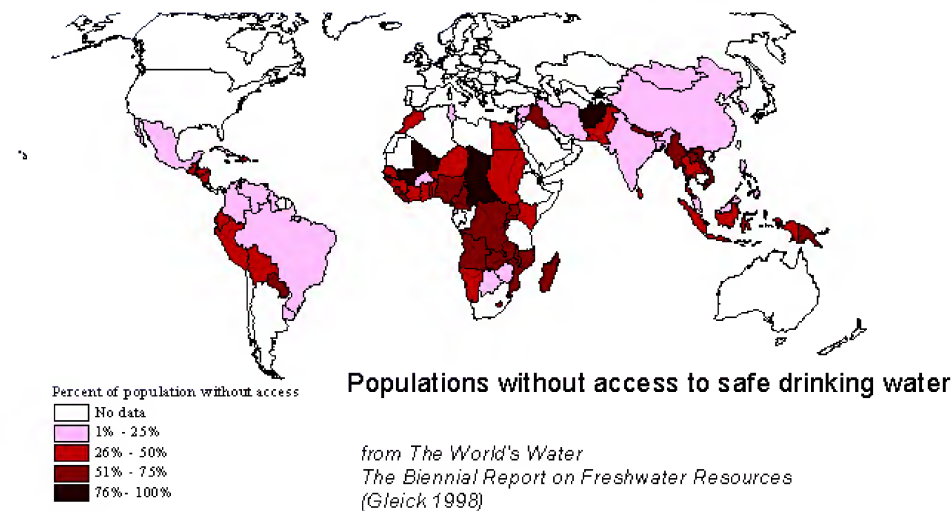 Percent of population without access
No data
1% - 25%
26% - 50%
51% - 75%
76% - 100%
Populations without access to safe drinking water
from The World's Water
The Biennial Report on Freshwater Resources
(Gleick 1998)